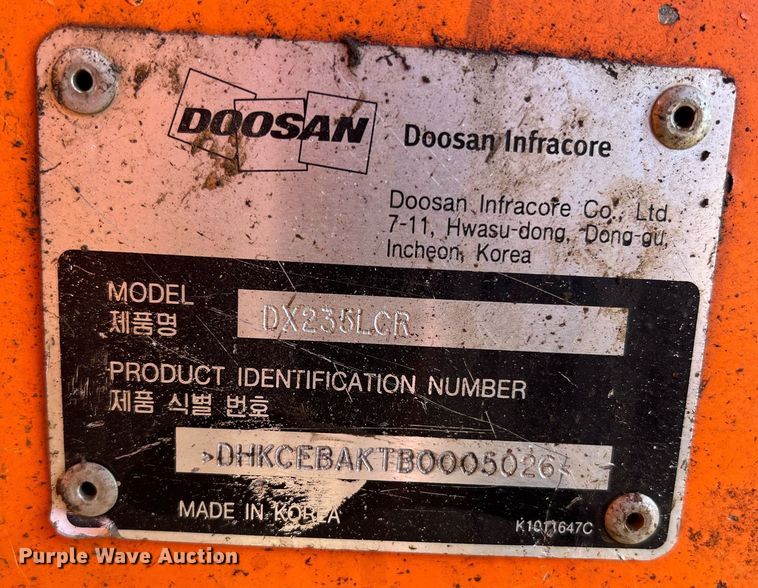 DOOSAN Doosan Infracore
Doosan Infracore Co., Ltd.
7-11, Hwasu-dong, Dong-gu,
Incheon, Korea
MODEL
제품명
DX235LCR
PRODUCT IDENTIFICATION NUMBER
제품 식별 번호
>DHKCEBAKTB0005026<
MADE IN KOREA
K1011647C
Purple Wave Auction